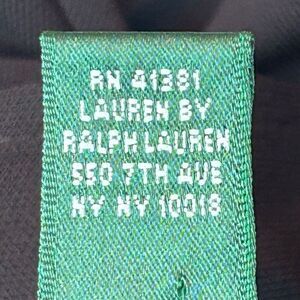 RN 41381
LAUREN BY
RALPH LAUREN
550 7TH AVE
NY NY 10018